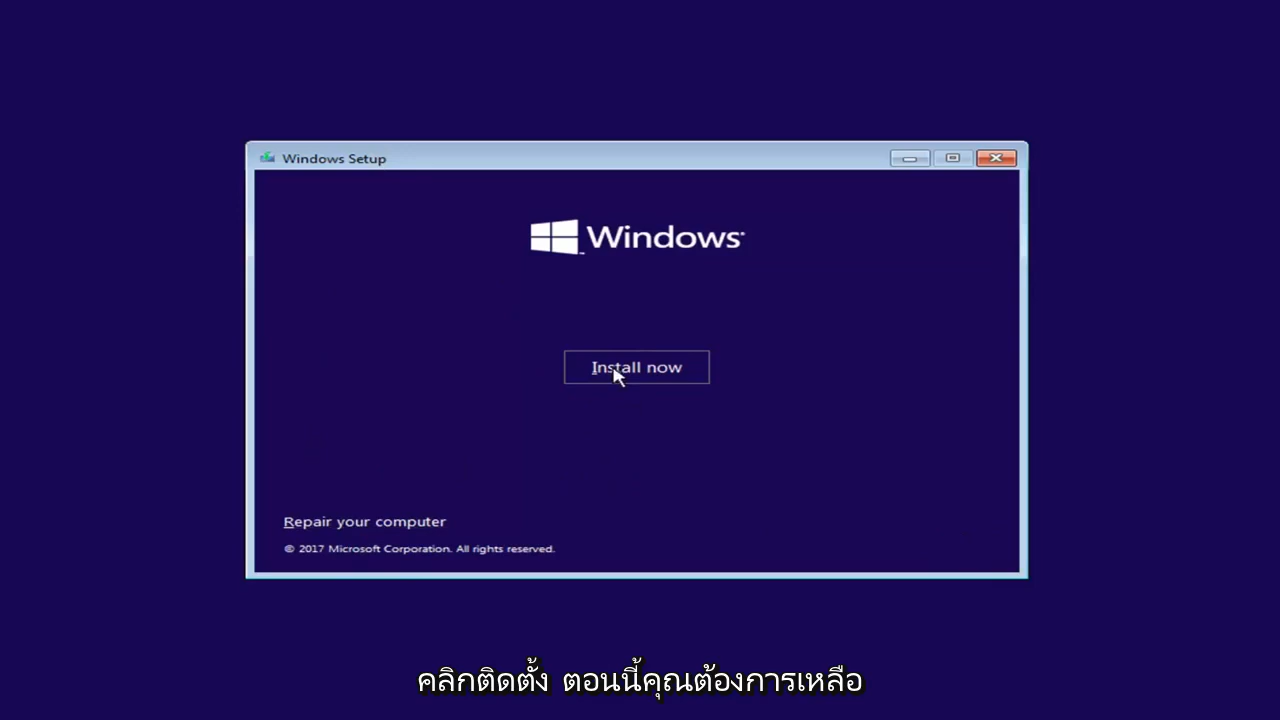 Windows Setup
Windows
Install now
Repair your computer
© 2017 Microsoft Corporation. All rights reserved.
คลิกติดตั้ง ตอนนี้คุณต้องการเหลือ